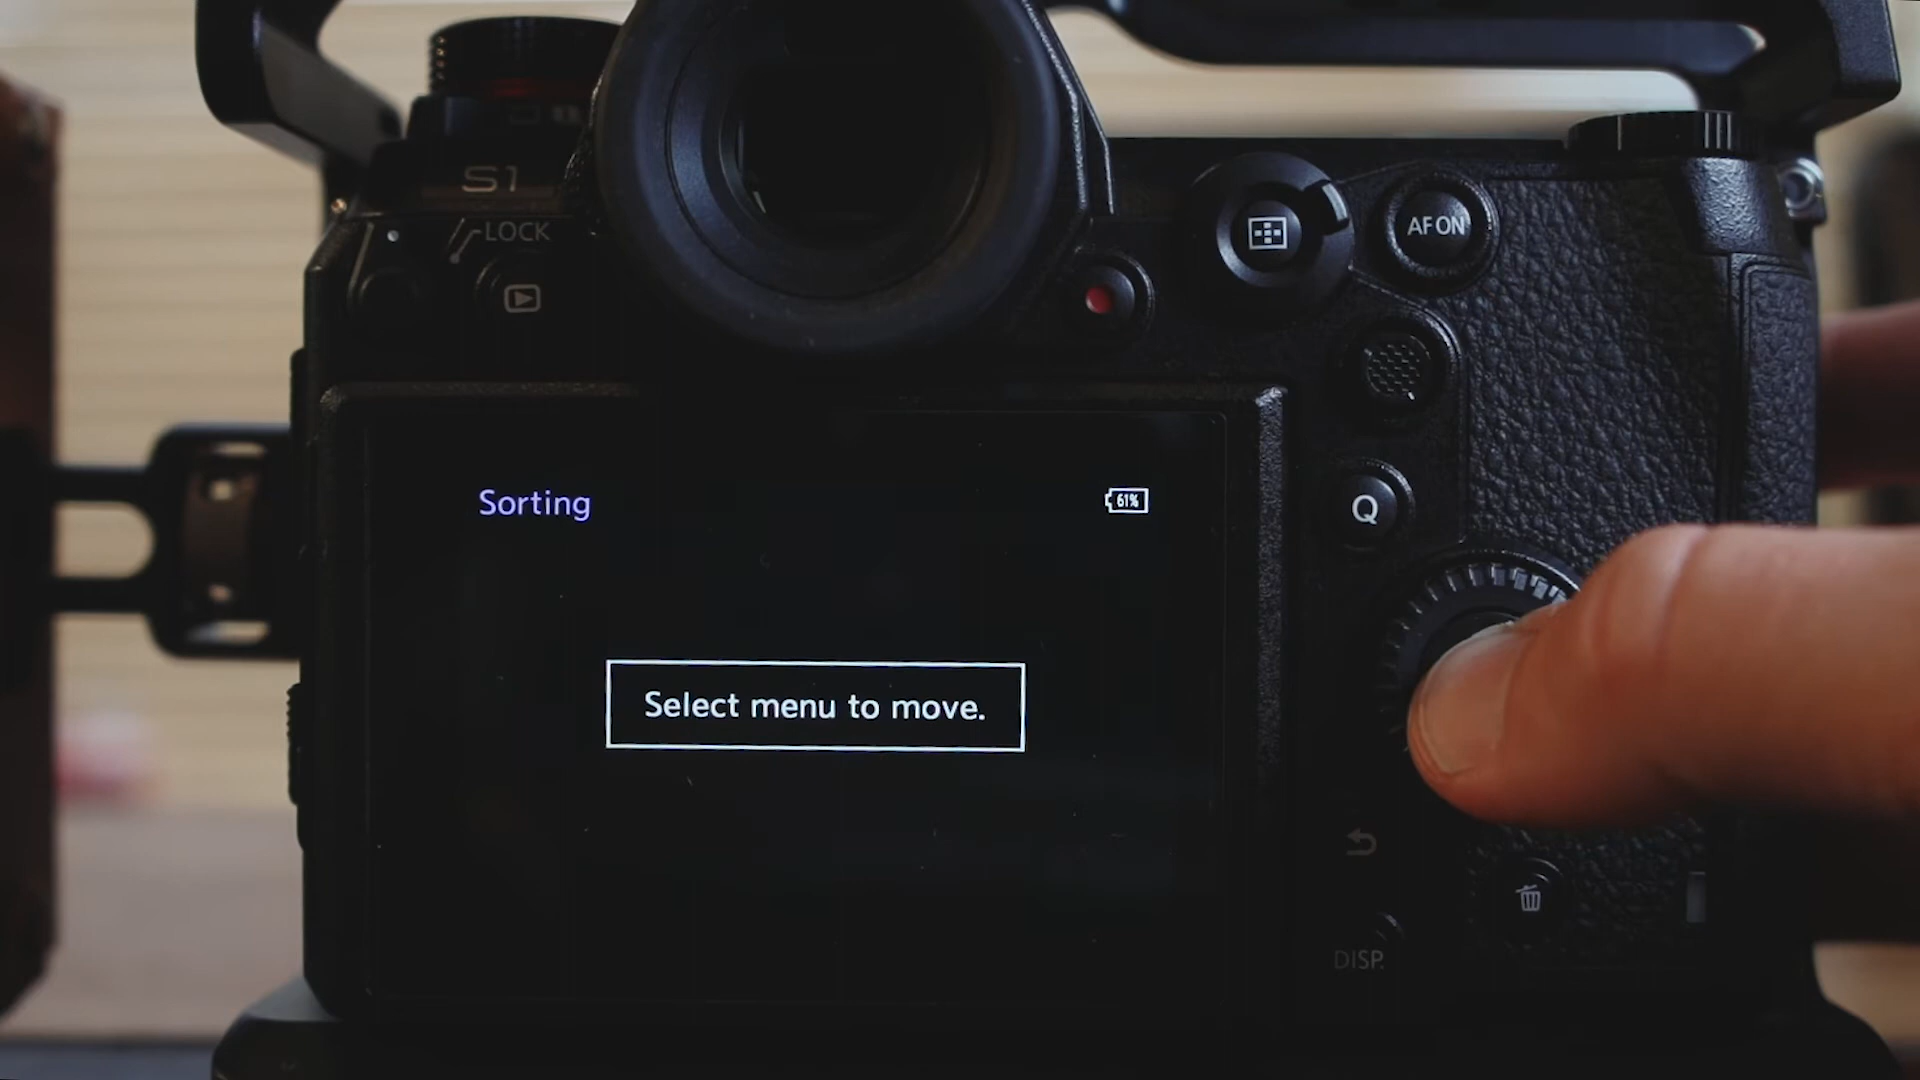 S1
LOCK
AF ON
Sorting
61%
Q
Select menu to move.
DISP.